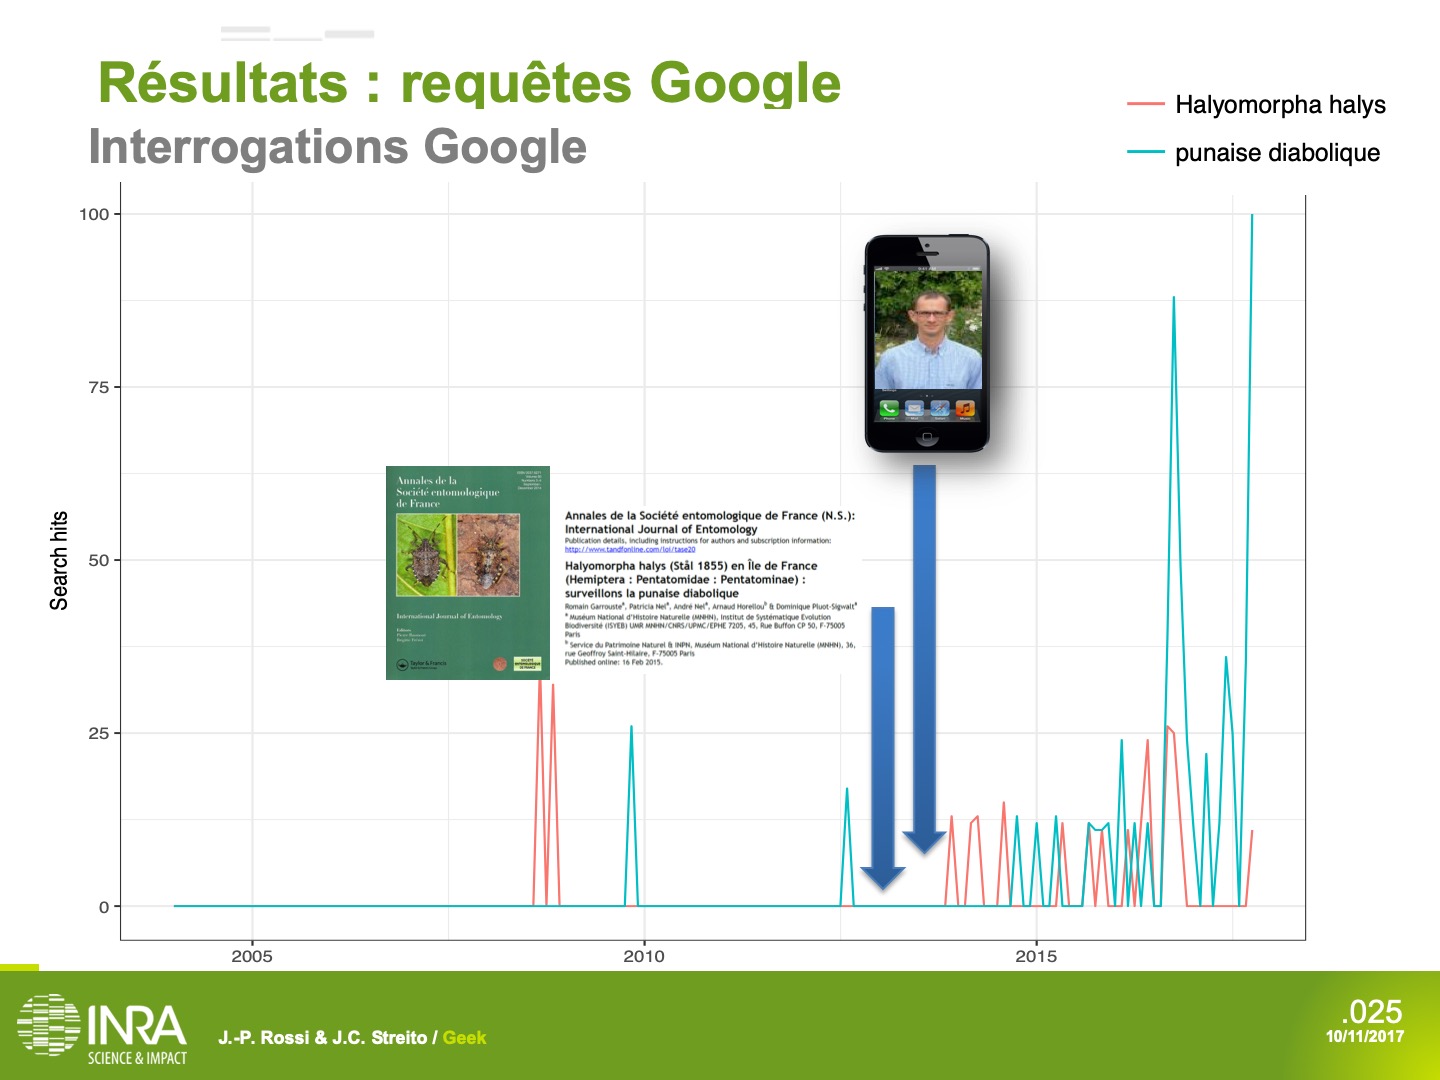 Résultats : requêtes Google
Interrogations Google
Halyomorpha halys
punaise diabolique
100
75
50
25
0
Search hits
2005
2010
2015
Annales de la
Société entomologique
de France
International Journal of Entomology
Editors
Taylor & Francis
Annales de la Société entomologique de France (N.S.):
International Journal of Entomology
Publication details, including instructions for authors and subscription information:
http://www.tandfonline.com/loi/tase20
Halyomorpha halys (Stål 1855) en Île de France
(Hemiptera : Pentatomidae : Pentatominae) :
surveillons la punaise diabolique
Romain Garrouste^a, Patricia Nel^a, André Nel^a, Arnaud Horellou^b & Dominique Pluot-Sigwalt^a
^a Muséum National d'Histoire Naturelle (MNHN), Institut de Systématique Evolution
Biodiversité (ISYEB) UMR MNHN/CNRS/UPMC/EPHE 7205, 45, Rue Buffon CP 50, F-75005
Paris
^b Service du Patrimoine Naturel & INPN, Muséum National d'Histoire Naturelle (MNHN), 36,
rue Geoffroy Saint-Hilaire, F-75005 Paris
Published online: 16 Feb 2015.
INRA
SCIENCE & IMPACT
J.-P. Rossi & J.C. Streito / Geek
.025
10/11/2017